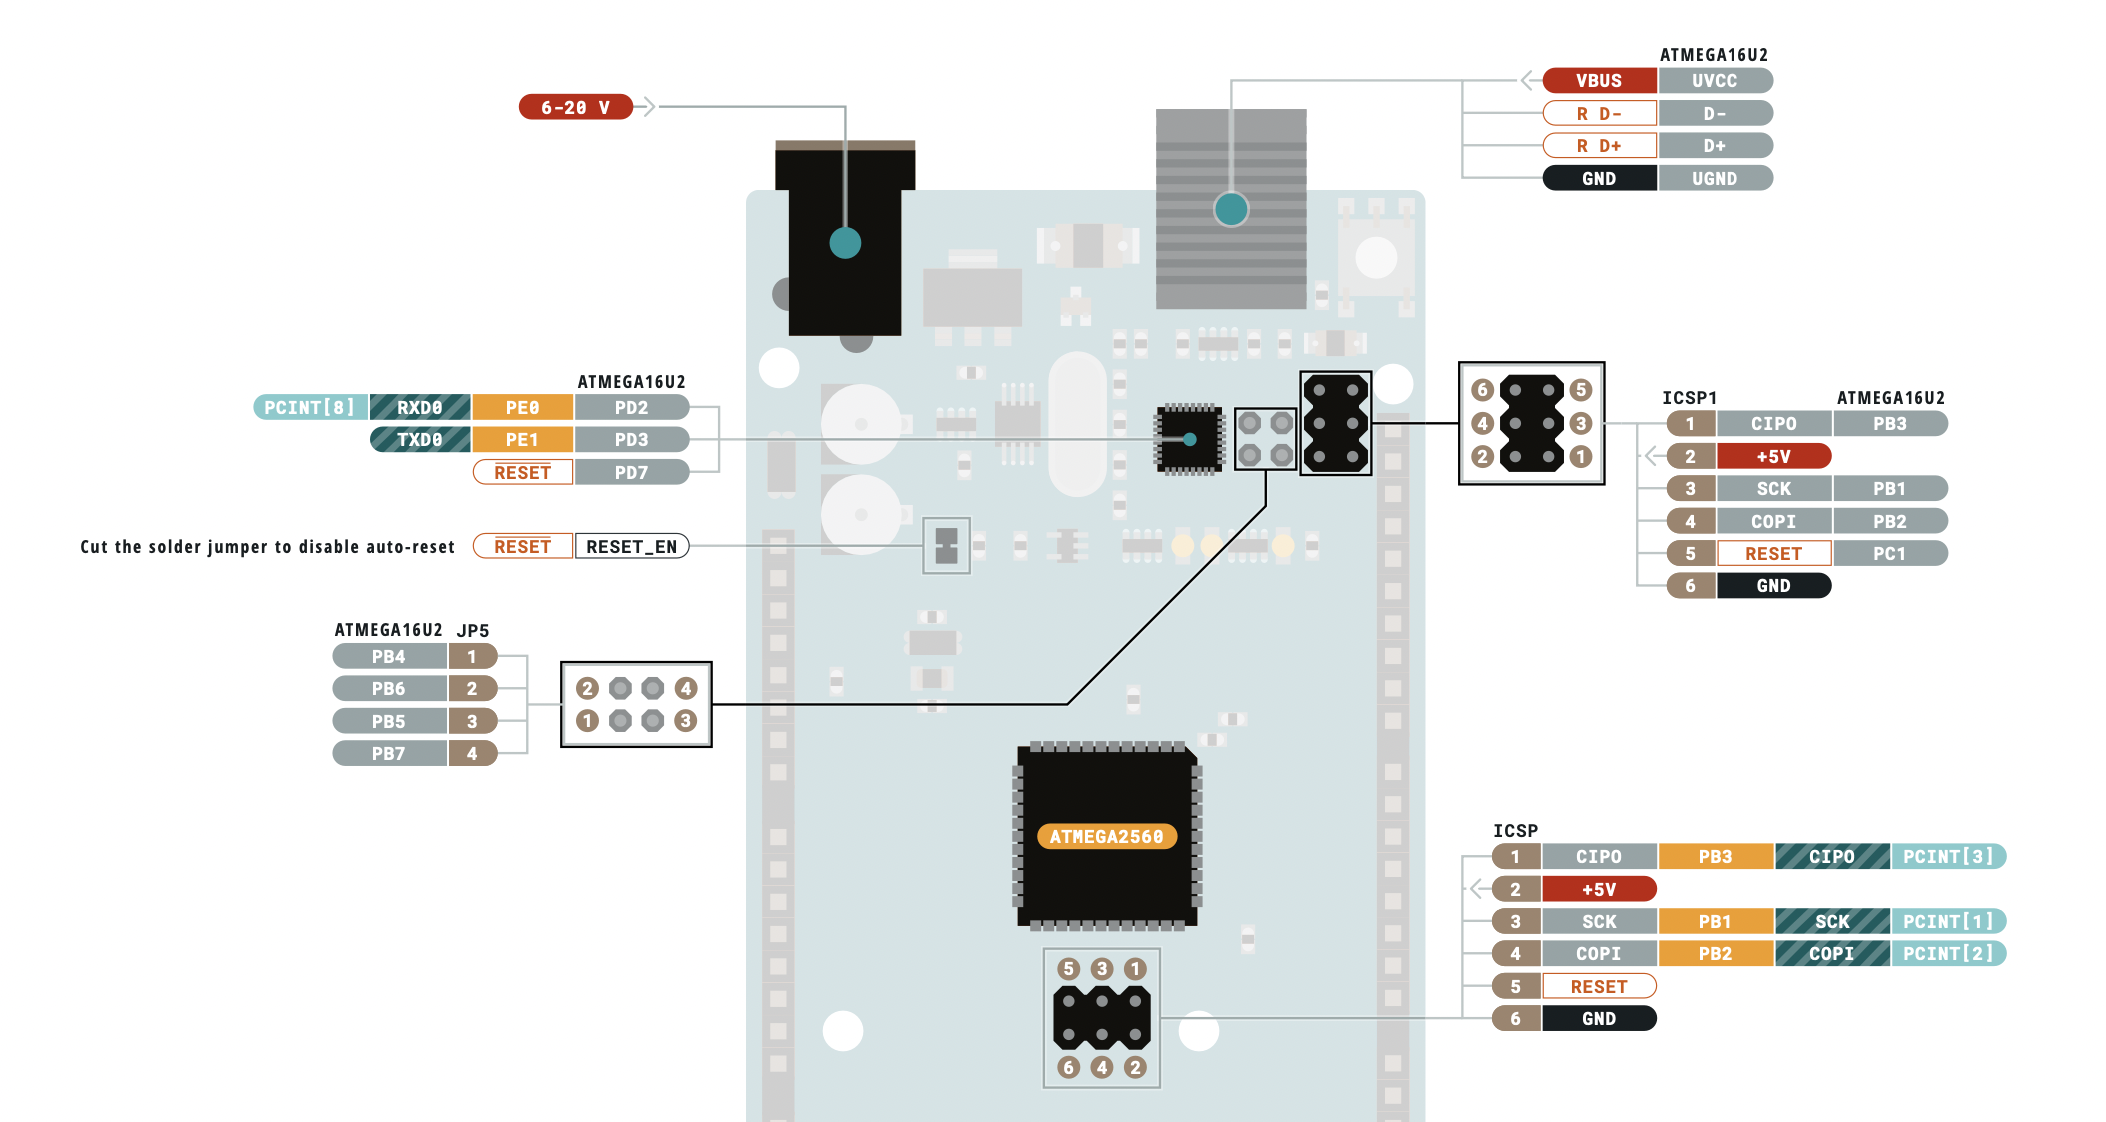 ATMEGA16U2
VBUS UVCC
R D- D-
R D+ D+
GND UGND
6-20 V
ATMEGA16U2
PCINT[8] RXD0 PE0 PD2
TXD0 PE1 PD3
RESET PD7
Cut the solder jumper to disable auto-reset RESET RESET_EN
ATMEGA16U2 JP5
PB4 1
PB6 2
PB5 3
PB7 4
2 4
1 3
6 5
4 3
2 1
ICSP1 ATMEGA16U2
1 CIPO PB3
2 +5V
3 SCK PB1
4 COPI PB2
5 RESET PC1
6 GND
ATMEGA2560
5 3 1
6 4 2
ICSP
1 CIPO PB3 CIPO PCINT[3]
2 +5V
3 SCK PB1 SCK PCINT[1]
4 COPI PB2 COPI PCINT[2]
5 RESET
6 GND